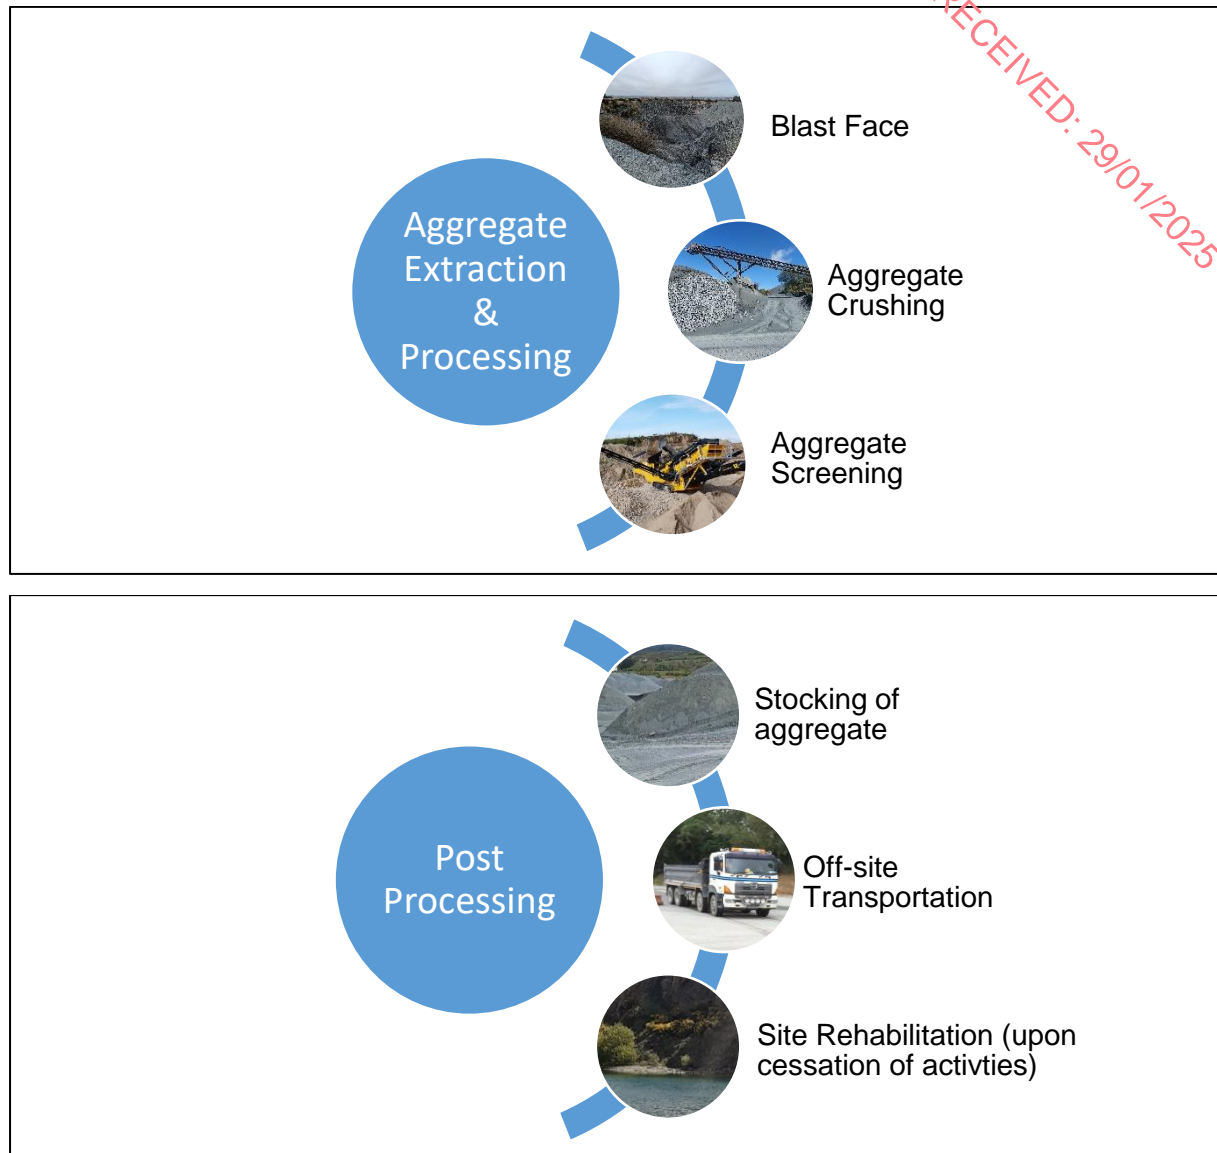 RECEIVED: 29/01/2025
Blast Face
Aggregate
Extraction
&
Processing
Aggregate
Crushing
Aggregate
Screening
Stocking of
aggregate
Post
Processing
Off-site
Transportation
Site Rehabilitation (upon
cessation of activties)